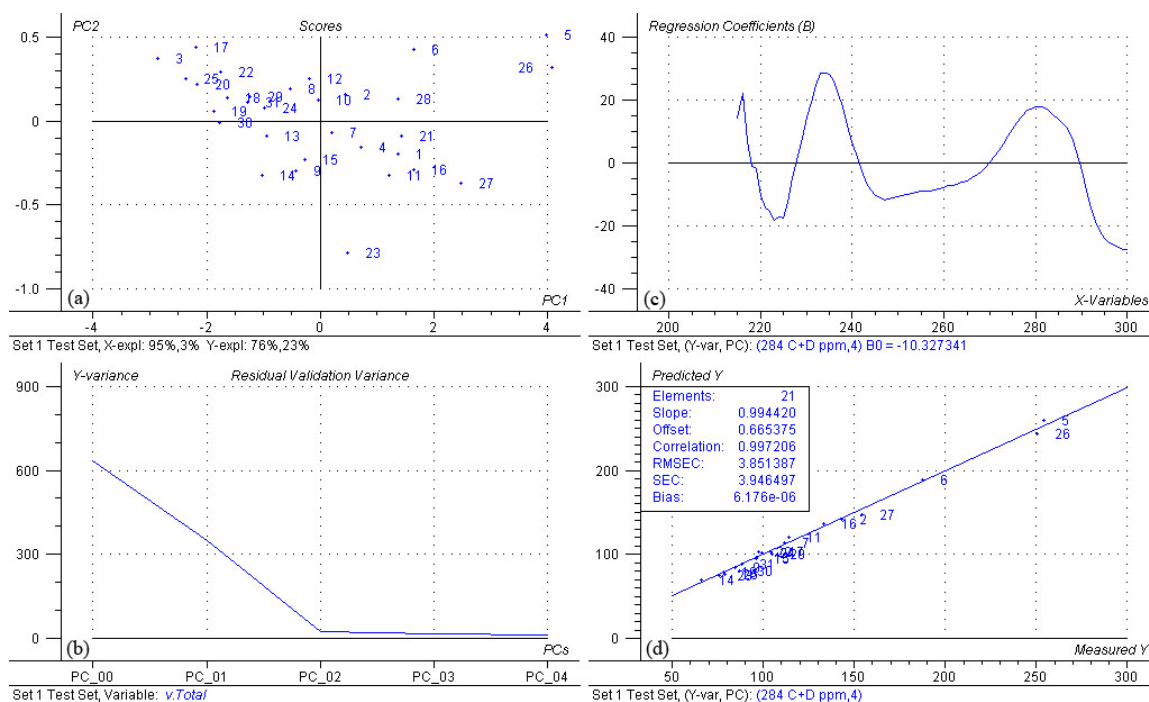 PC2 Scores
0.5
0
-0.5
-1.0
17
3
22
25
20
8
29
31
24
19
30
13
14
12
10
2
6
5
26
28
7
21
4
1
15
9
11
16
27
23
(a)
PC1
-4 -2 0 2 4
Set 1 Test Set, X-expl: 95%,3% Y-expl: 76%,23%
Regression Coefficients (B)
40
20
0
-20
-40
(c)
X-Variables
200 220 240 260 280 300
Set 1 Test Set, (Y-var, PC): (284 C+D ppm,4) B0 = -10.327341
Y-variance Residual Validation Variance
900
600
300
0
(b)
PCs
PC_00 PC_01 PC_02 PC_03 PC_04
Set 1 Test Set, Variable: v.Total
Predicted Y
300
200
100
0
Elements: 21
Slope: 0.994420
Offset: 0.665375
Correlation: 0.997206
RMSEC: 3.851387
SEC: 3.946497
Bias: 6.176e-06
5
26
6
27
2
16
11
7
31
30
14
(d)
Measured Y
50 100 150 200 250 300
Set 1 Test Set, (Y-var, PC): (284 C+D ppm,4)